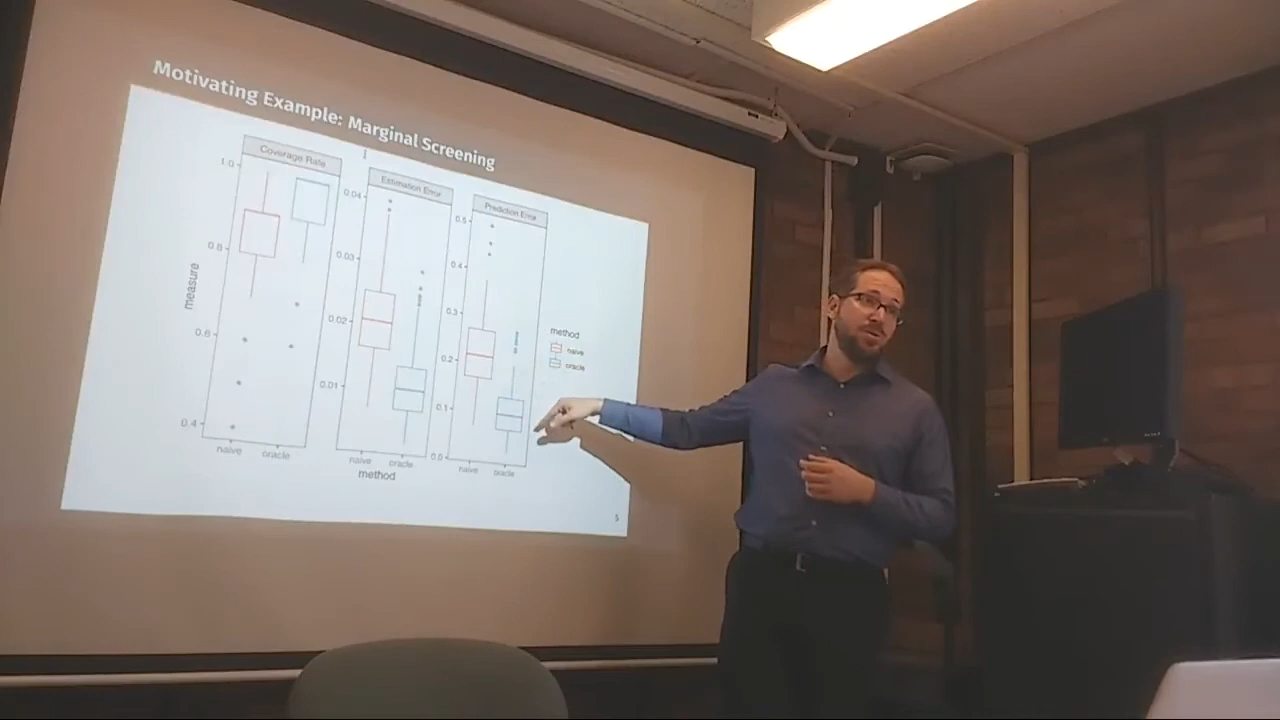 Motivating Example: Marginal Screening
Coverage Rate
Estimation Error
Prediction Error
1.0
0.8
0.6
0.4
measure
0.04
0.03
0.02
0.01
0.5
0.4
0.3
0.2
0.1
0.0
naive
oracle
naive
oracle
naive
oracle
method
method
naive
oracle
5